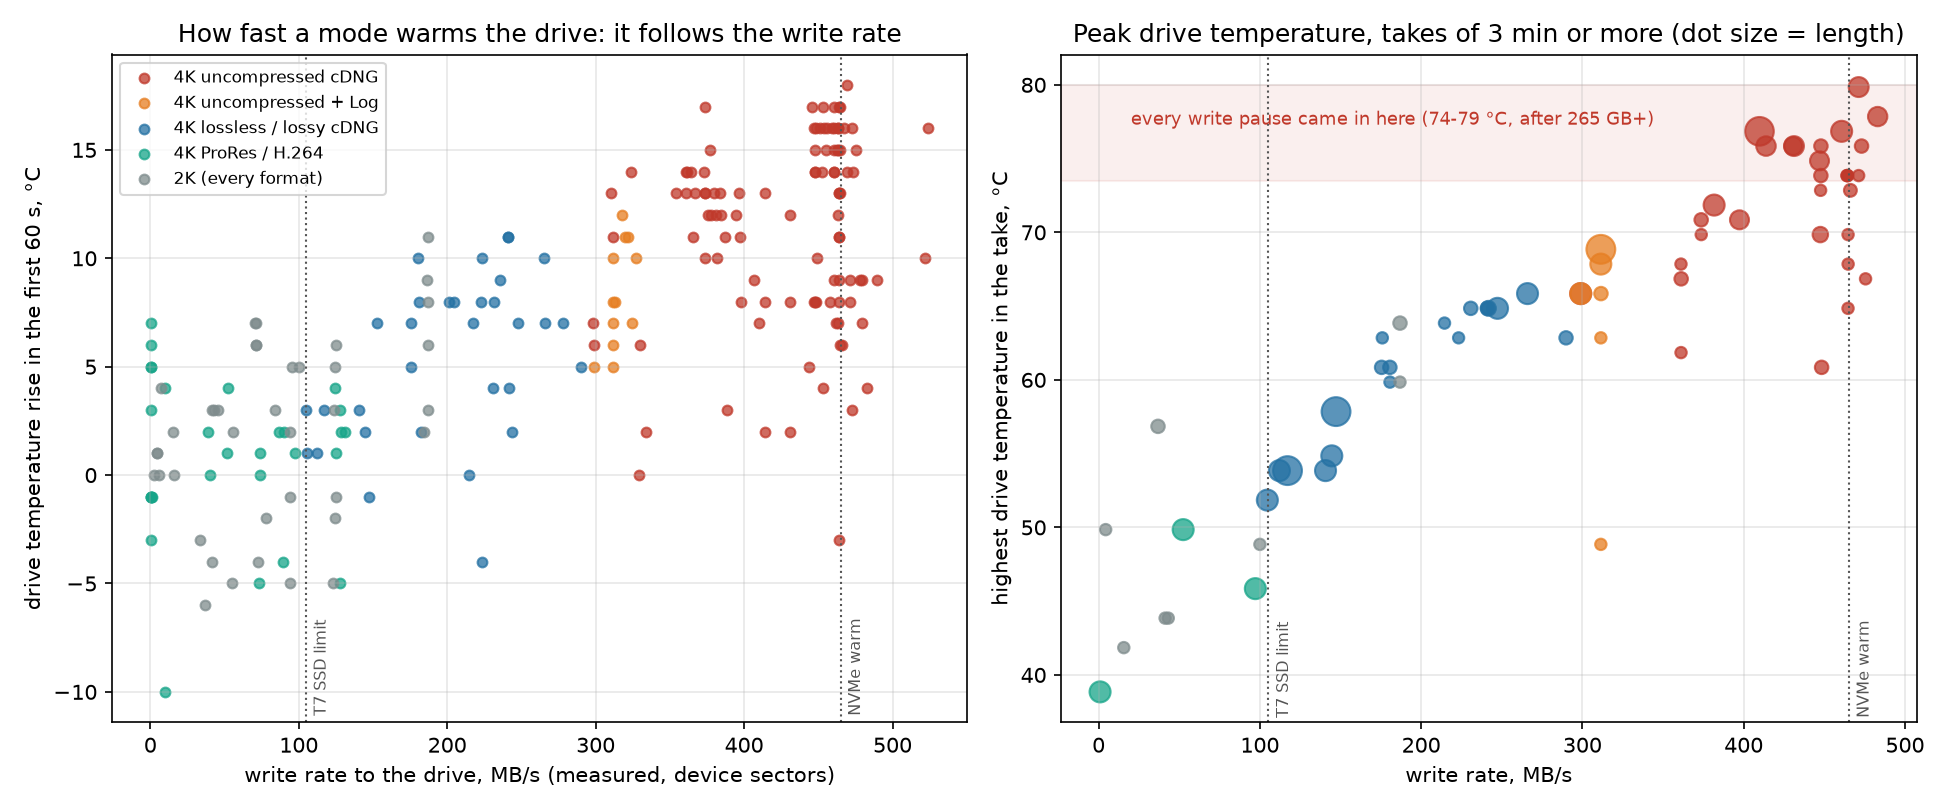 How fast a mode warms the drive: it follows the write rate
4K uncompressed cDNG
4K uncompressed + Log
4K lossless / lossy cDNG
4K ProRes / H.264
2K (every format)
drive temperature rise in the first 60 s, °C
15
10
5
0
−5
−10
T7 SSD limit
NVMe warm
0 100 200 300 400 500
write rate to the drive, MB/s (measured, device sectors)
Peak drive temperature, takes of 3 min or more (dot size = length)
every write pause came in here (74-79 °C, after 265 GB+)
highest drive temperature in the take, °C
80
70
60
50
40
T7 SSD limit
NVMe warm
0 100 200 300 400 500
write rate, MB/s